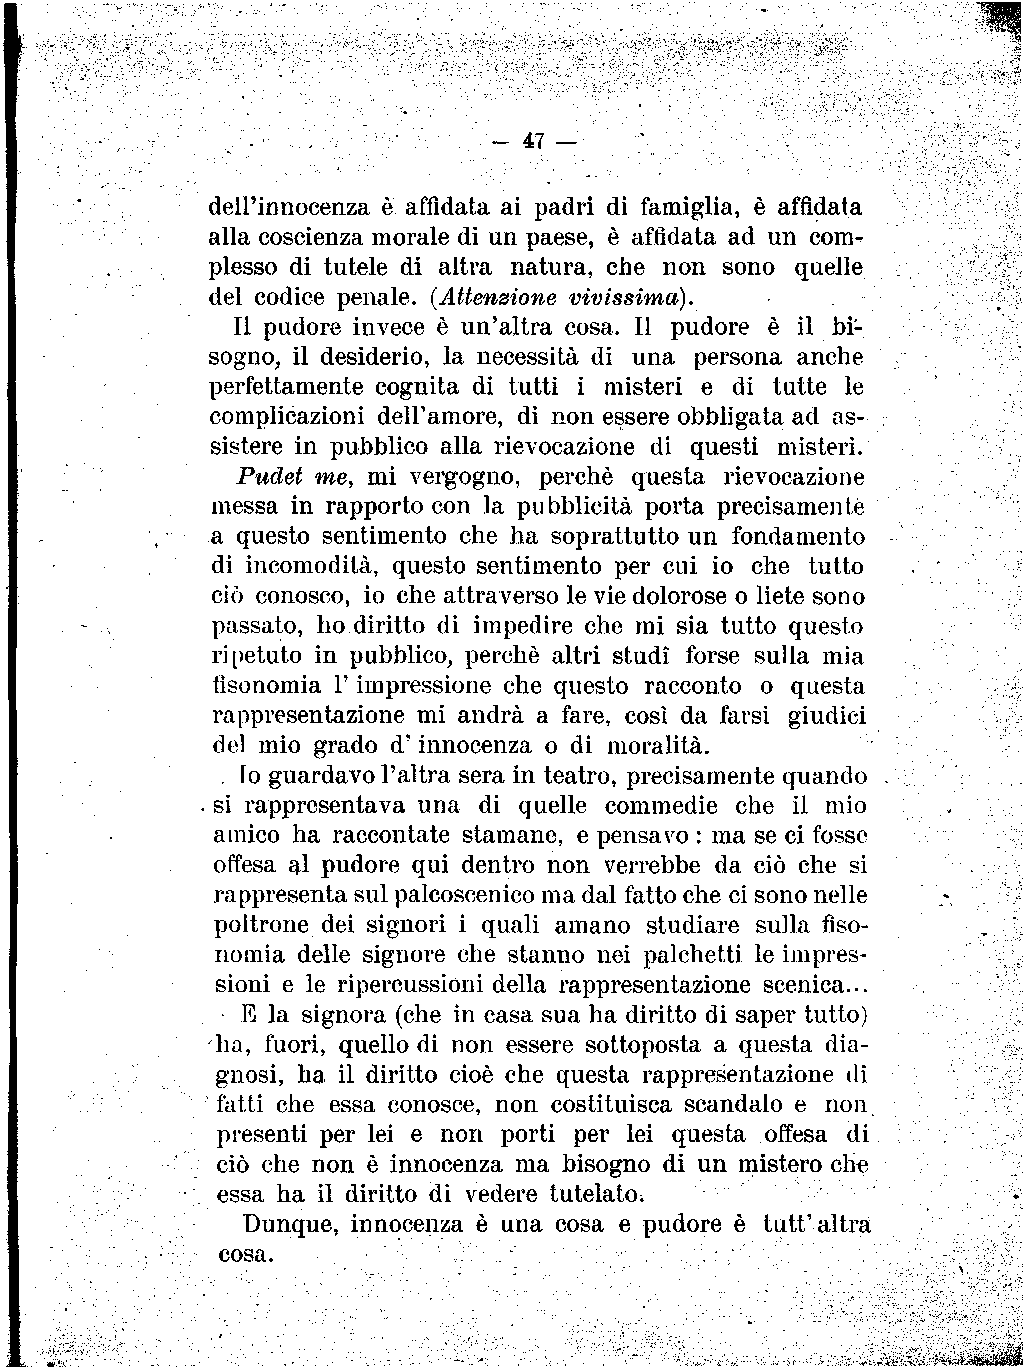 — 47 —
dell'innocenza è affidata ai padri di famiglia, è affidata
alla coscienza morale di un paese, è affidata ad un com-
plesso di tutele di altra natura, che non sono quelle
del codice penale. (Attenzione vivissima).
Il pudore invece è un'altra cosa. Il pudore è il bi-
sogno, il desiderio, la necessità di una persona anche
perfettamente cognita di tutti i misteri e di tutte le
complicazioni dell'amore, di non essere obbligata ad as-
sistere in pubblico alla rievocazione di questi misteri.
Pudet me, mi vergogno, perchè questa rievocazione
messa in rapporto con la pubblicità porta precisamente
a questo sentimento che ha soprattutto un fondamento
di incomodità, questo sentimento per cui io che tutto
ciò conosco, io che attraverso le vie dolorose o liete sono
passato, ho diritto di impedire che mi sia tutto questo
ripetuto in pubblico, perchè altri studî forse sulla mia
fisonomia l'impressione che questo racconto o questa
rappresentazione mi andrà a fare, così da farsi giudici
del mio grado d'innocenza o di moralità.
Io guardavo l'altra sera in teatro, precisamente quando
si rappresentava una di quelle commedie che il mio
amico ha raccontate stamane, e pensavo: ma se ci fosse
offesa al pudore qui dentro non verrebbe da ciò che si
rappresenta sul palcoscenico ma dal fatto che ci sono nelle
poltrone dei signori i quali amano studiare sulla fiso-
nomia delle signore che stanno nei palchetti le impres-
sioni e le ripercussioni della rappresentazione scenica...
E la signora (che in casa sua ha diritto di saper tutto)
ha, fuori, quello di non essere sottoposta a questa dia-
gnosi, ha il diritto cioè che questa rappresentazione di
fatti che essa conosce, non costituisca scandalo e non
presenti per lei e non porti per lei questa offesa di
ciò che non è innocenza ma bisogno di un mistero che
essa ha il diritto di vedere tutelato.
Dunque, innocenza è una cosa e pudore è tutt'altra
cosa.